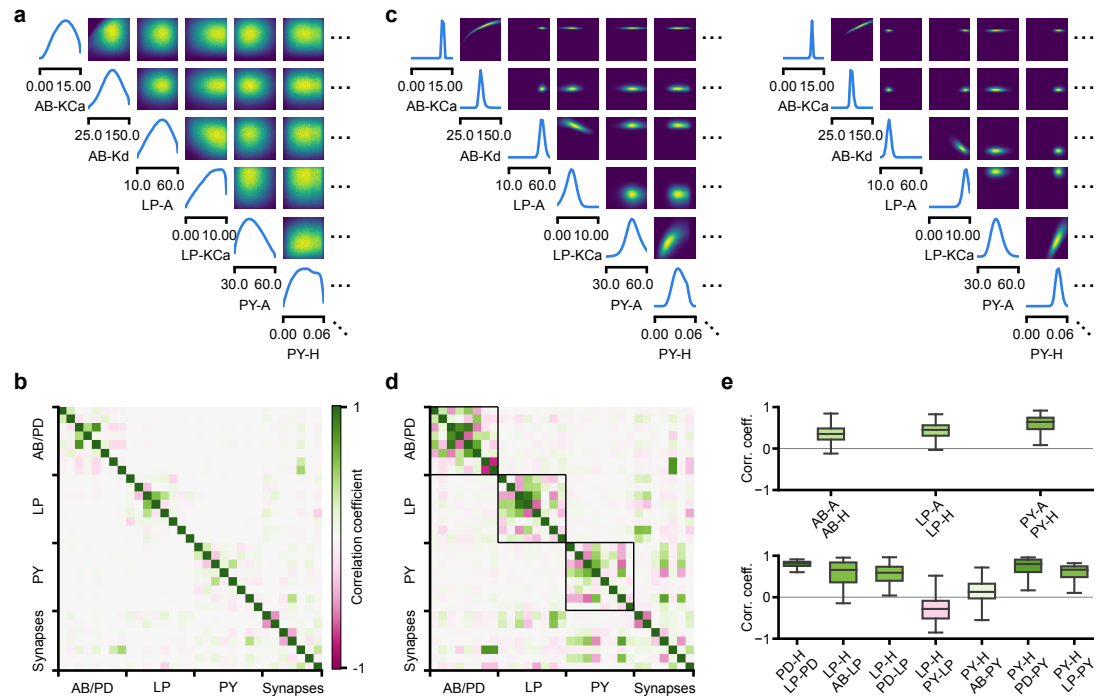 a
0.00 15.00
AB-KCa
25.0 150.0
AB-Kd
10.0 60.0
LP-A
0.00 10.00
LP-KCa
30.0 60.0
PY-A
0.00 0.06
PY-H
...
...
...
...
...
...
...
c
0.00 15.00
AB-KCa
25.0 150.0
AB-Kd
10.0 60.0
LP-A
0.00 10.00
LP-KCa
30.0 60.0
PY-A
0.00 0.06
PY-H
...
...
...
...
...
...
...
0.00 15.00
AB-KCa
25.0 150.0
AB-Kd
10.0 60.0
LP-A
0.00 10.00
LP-KCa
30.0 60.0
PY-A
0.00 0.06
PY-H
...
...
...
...
...
...
...
b
AB/PD
LP
PY
Synapses
AB/PD LP PY Synapses
1
Correlation coefficient
-1
d
AB/PD
LP
PY
Synapses
AB/PD LP PY Synapses
e
Corr. coeff.
1
0
−1
AB-A
AB-H
LP-A
LP-H
PY-A
PY-H
Corr. coeff.
1
0
−1
PD-H
LP-PD
LP-H
AB-LP
LP-H
PD-LP
LP-H
PY-LP
PY-H
AB-PY
PY-H
PD-PY
PY-H
LP-PY